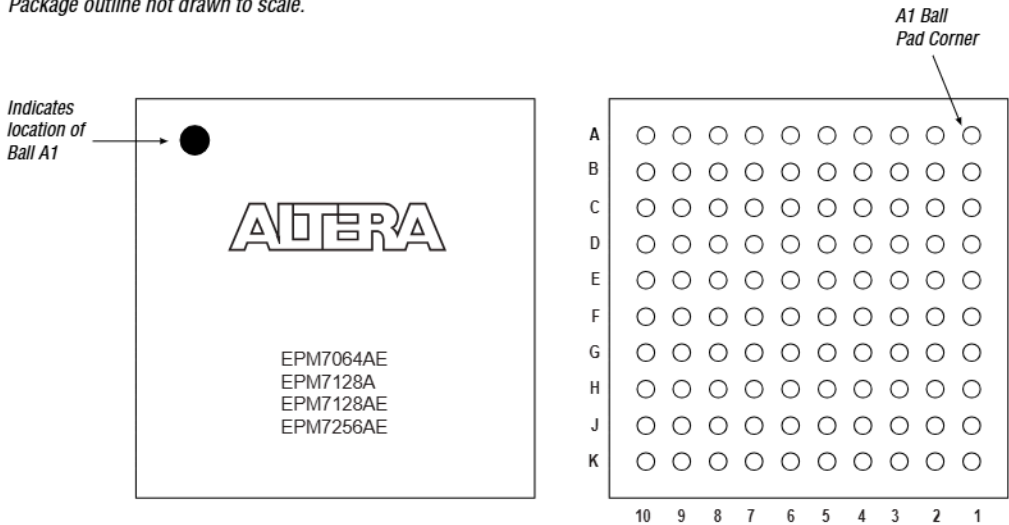 Package outline not drawn to scale.
A1 Ball
Pad Corner
Indicates
location of
Ball A1
ALTERA
EPM7064AE
EPM7128A
EPM7128AE
EPM7256AE
A
B
C
D
E
F
G
H
J
K
10 9 8 7 6 5 4 3 2 1